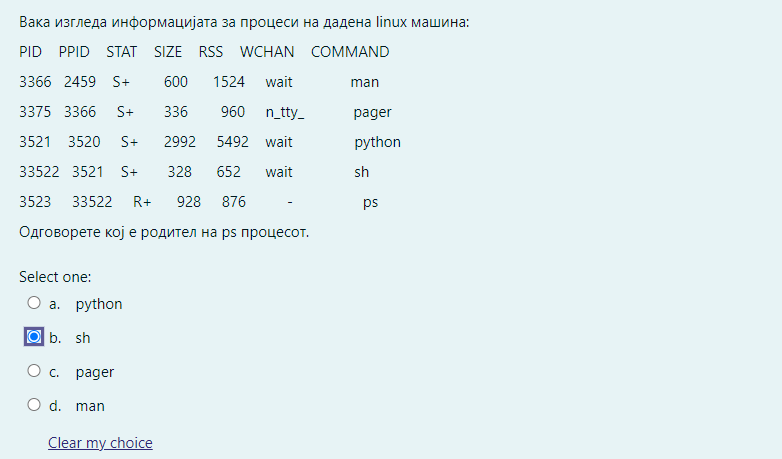 Вака изгледа информацијата за процеси на дадена linux машина:
PID PPID STAT SIZE RSS WCHAN COMMAND
3366 2459 S+ 600 1524 wait man
3375 3366 S+ 336 960 n_tty_ pager
3521 3520 S+ 2992 5492 wait python
33522 3521 S+ 328 652 wait sh
3523 33522 R+ 928 876 - ps
Одговорете кој е родител на ps процесот.
Select one:
a. python
b. sh
c. pager
d. man
Clear my choice